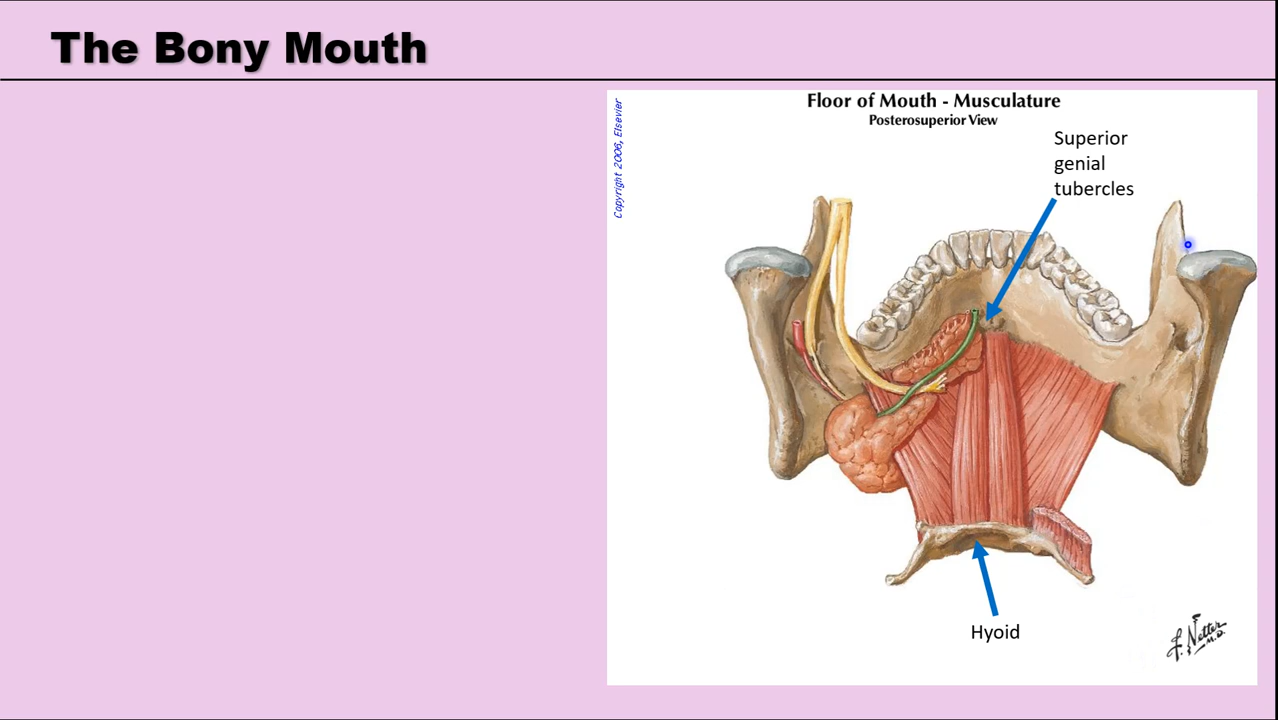 The Bony Mouth
Floor of Mouth - Musculature
Posterosuperior View
Copyright 2006, Elsevier
Superior
genial
tubercles
Hyoid
F. Netter
M.D.